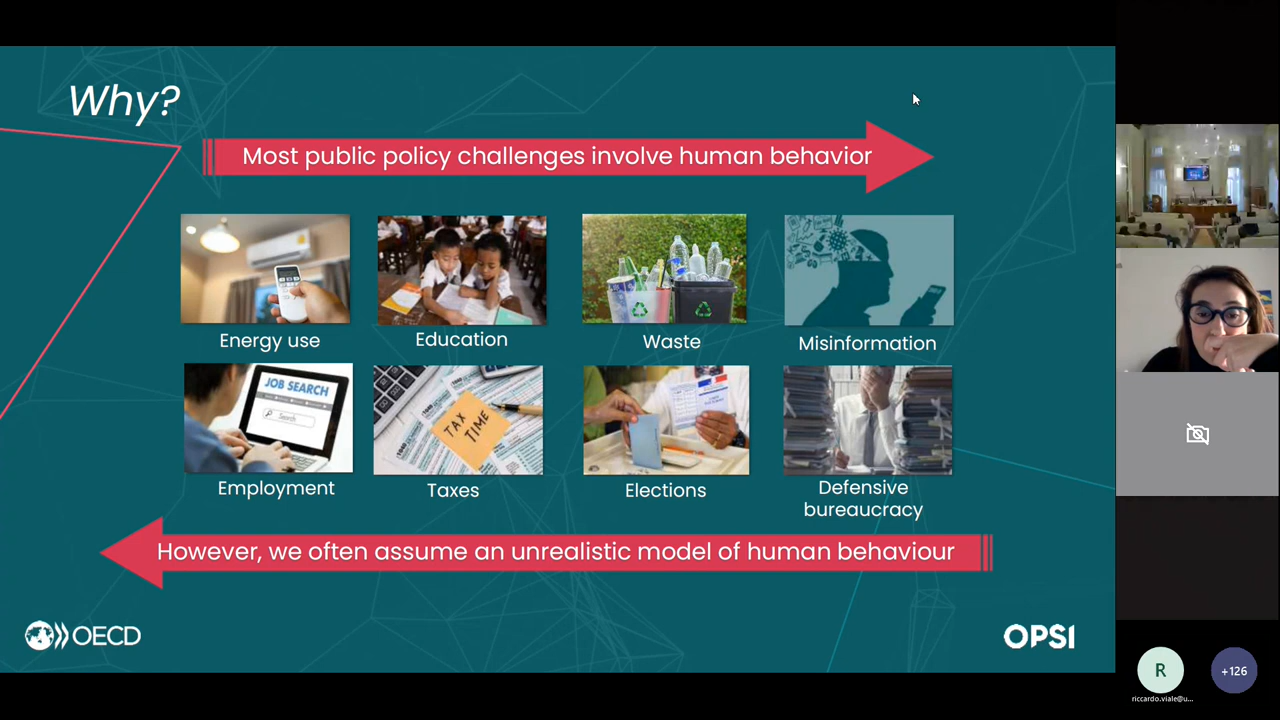 Why?
Most public policy challenges involve human behavior
Energy use
Education
Waste
Misinformation
JOB SEARCH
Search
TAX
TIME
Employment
Taxes
Elections
Defensive
bureaucracy
However, we often assume an unrealistic model of human behaviour
OECD
OPSI
R
+126
riccardo.viale@u...